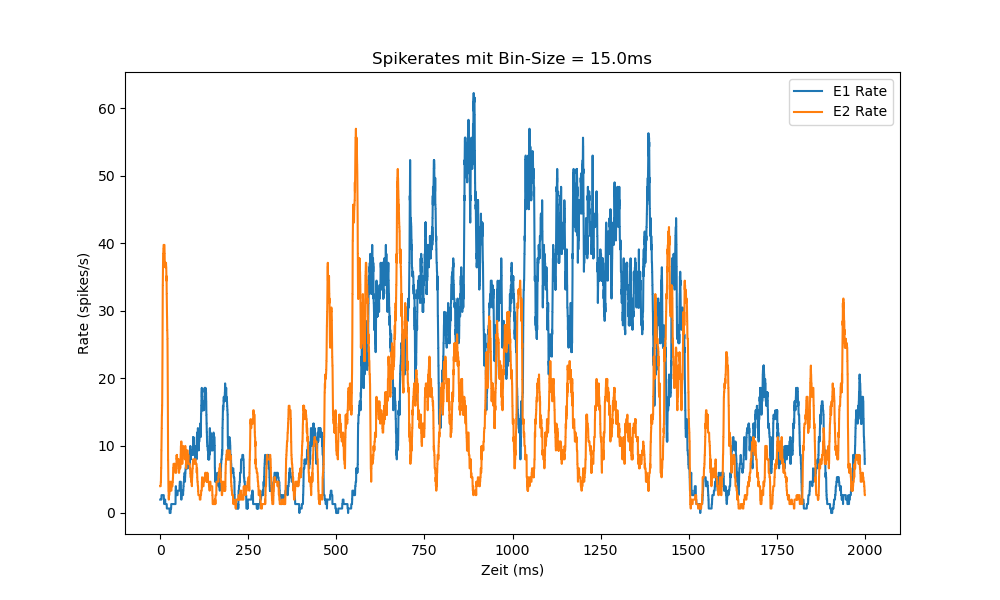 Spikerates mit Bin-Size = 15.0ms
E1 Rate
E2 Rate
Rate (spikes/s)
60
50
40
30
20
10
0
0 250 500 750 1000 1250 1500 1750 2000
Zeit (ms)